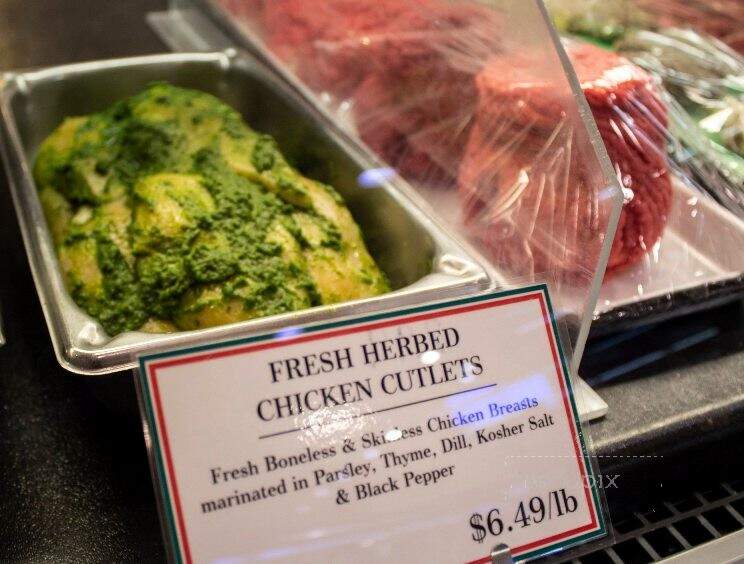 FRESH HERBED
CHICKEN CUTLETS
Fresh Boneless & Skinless Chicken Breasts
marinated in Parsley, Thyme, Dill, Kosher Salt
& Black Pepper
$6.49/lb